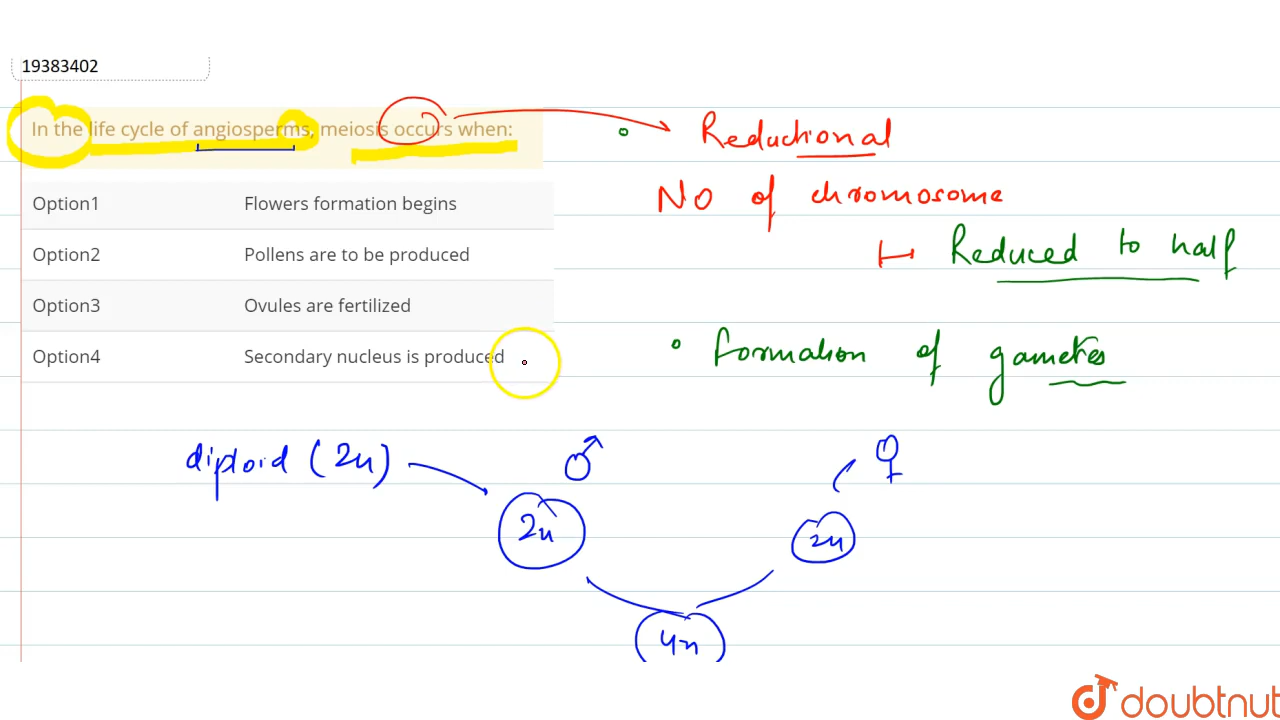 19383402
In the life cycle of angiosperms, meiosis occurs when:
Option1 Flowers formation begins
Option2 Pollens are to be produced
Option3 Ovules are fertilized
Option4 Secondary nucleus is produced
Reductional
No of chromosome
Reduced to half
Formation of gametes
diploid (2n)
♂ ♀
2n 2n
4n
doubtnut